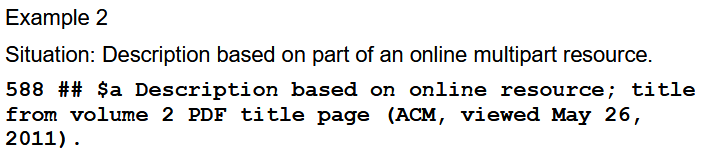 Example 2
Situation: Description based on part of an online multipart resource.
588 ## $a Description based on online resource; title
from volume 2 PDF title page (ACM, viewed May 26,
2011).